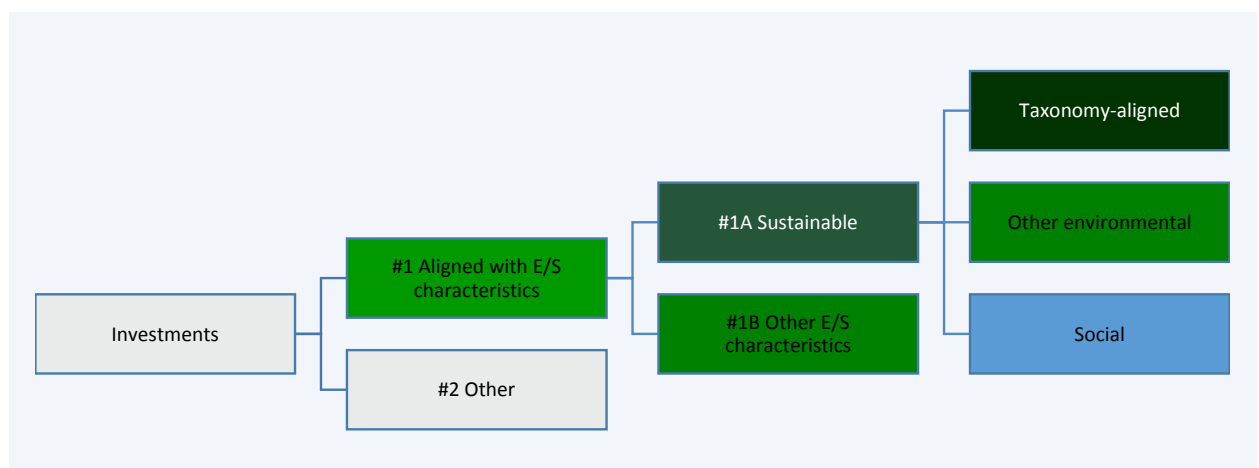 Investments
#1 Aligned with E/S
characteristics
#2 Other
#1A Sustainable
#1B Other E/S
characteristics
Taxonomy-aligned
Other environmental
Social